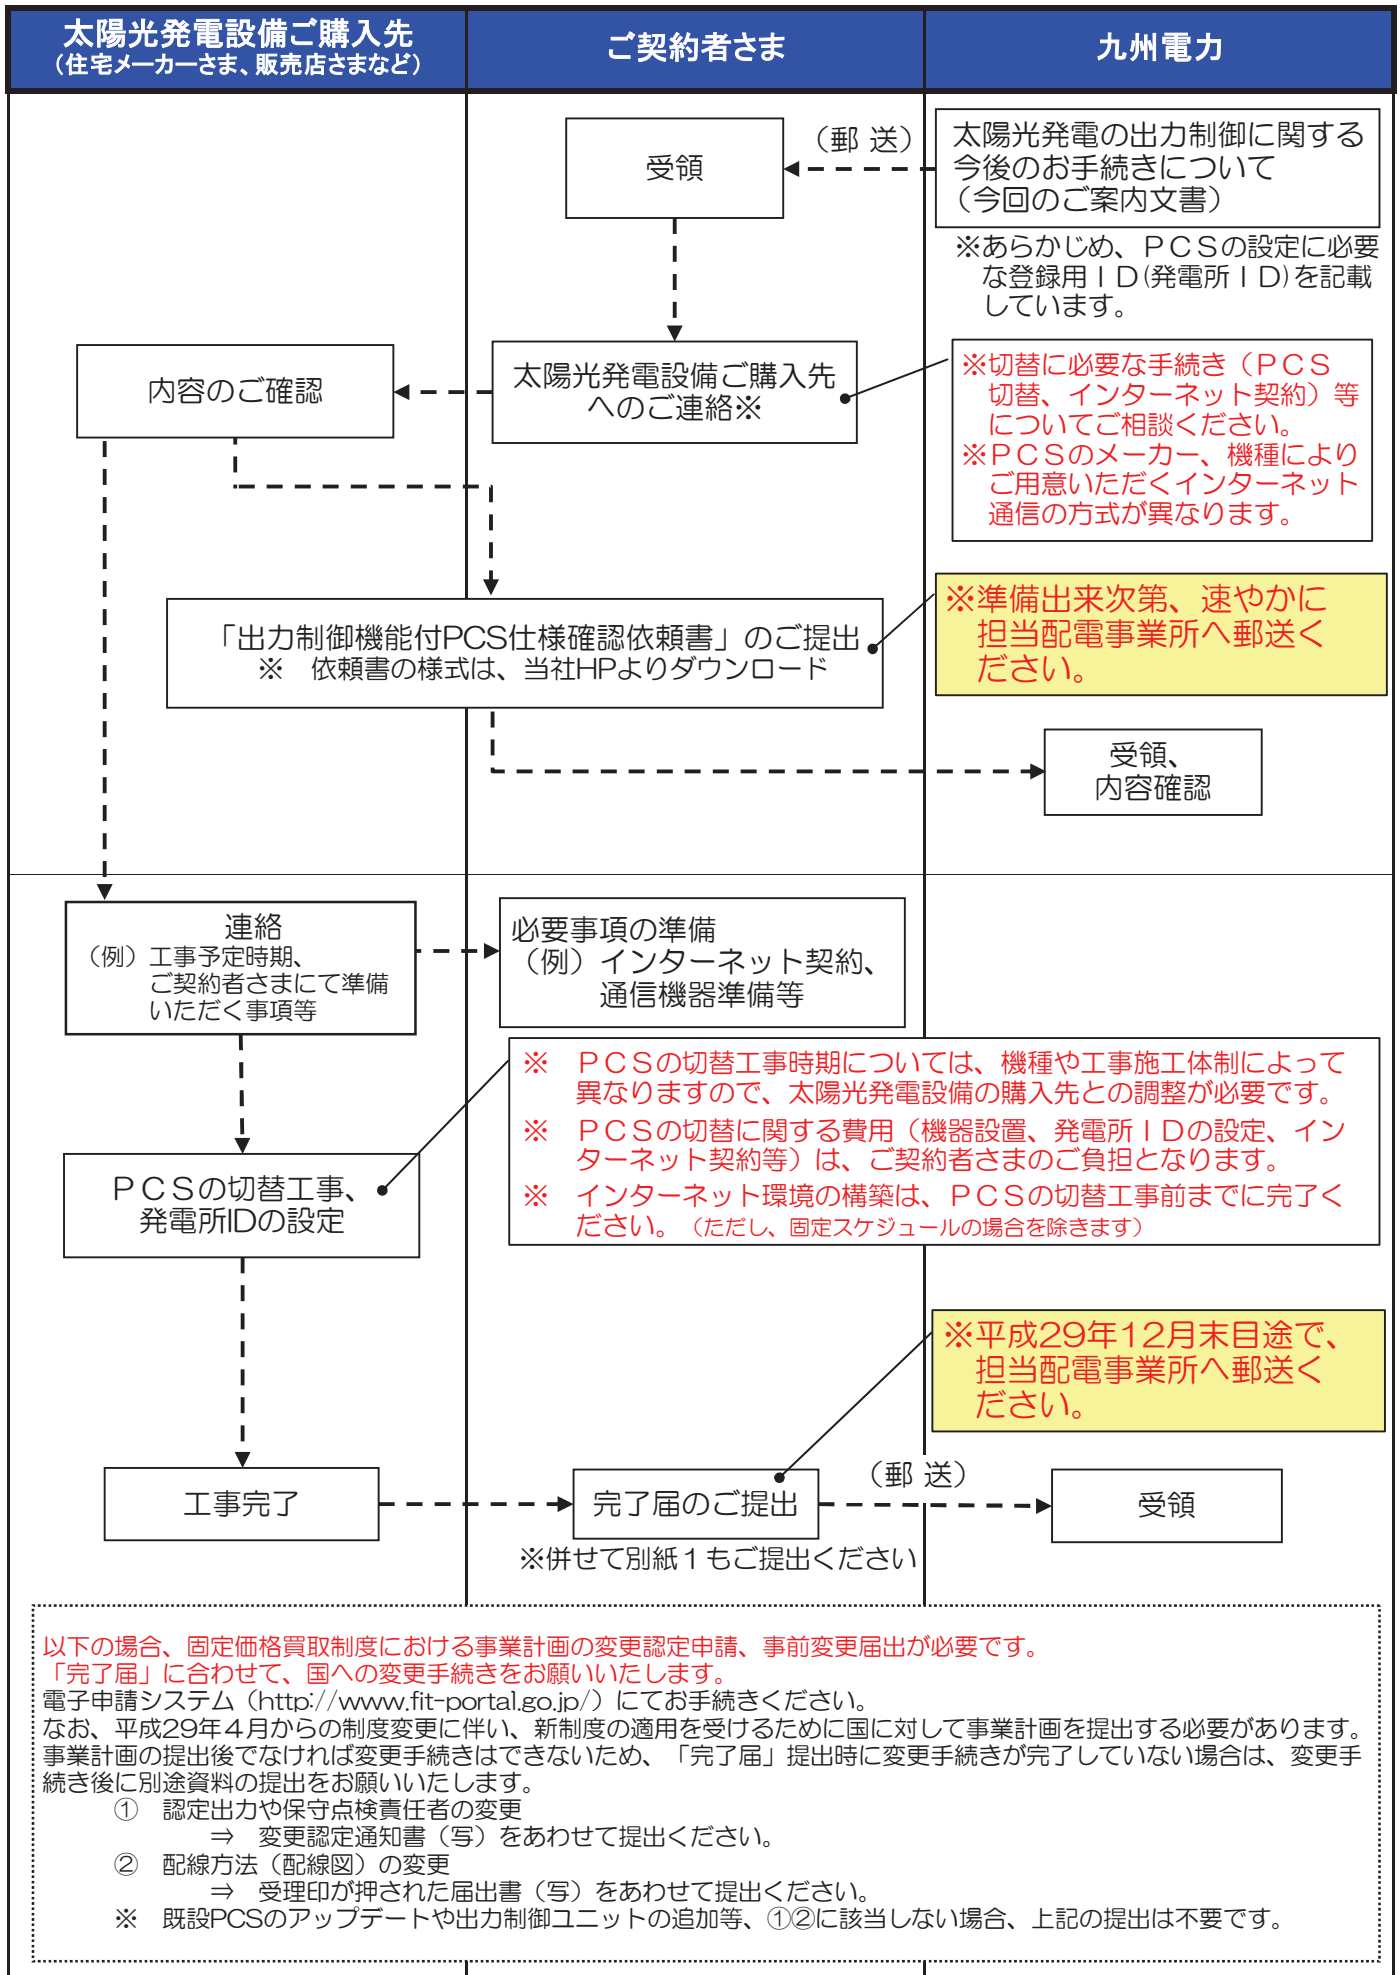 太陽光発電設備ご購入先
（住宅メーカーさま、販売店さまなど）
ご契約者さま
九州電力
受領
（郵 送）
太陽光発電の出力制御に関する
今後のお手続きについて
（今回のご案内文書）
※あらかじめ、ＰＣＳの設定に必要
な登録用ＩＤ(発電所ＩＤ)を記載
しています。
内容のご確認
太陽光発電設備ご購入先
へのご連絡※
※切替に必要な手続き（ＰＣＳ
切替、インターネット契約）等
についてご相談ください。
※ＰＣＳのメーカー、機種により
ご用意いただくインターネット
通信の方式が異なります。
「出力制御機能付PCS仕様確認依頼書」のご提出
※　依頼書の様式は、当社HPよりダウンロード
※準備出来次第、速やかに
担当配電事業所へ郵送く
ださい。
受領、
内容確認
連絡
（例）工事予定時期、
ご契約者さまにて準備
いただく事項等
必要事項の準備
（例）インターネット契約、
通信機器準備等
※　ＰＣＳの切替工事時期については、機種や工事施工体制によって
異なりますので、太陽光発電設備の購入先との調整が必要です。
※　ＰＣＳの切替に関する費用（機器設置、発電所ＩＤの設定、イン
ターネット契約等）は、ご契約者さまのご負担となります。
※　インターネット環境の構築は、ＰＣＳの切替工事前までに完了く
ださい。（ただし、固定スケジュールの場合を除きます）
ＰＣＳの切替工事、
発電所IDの設定
※平成29年12月末目途で、
担当配電事業所へ郵送く
ださい。
工事完了
完了届のご提出
（郵 送）
受領
※併せて別紙１もご提出ください
以下の場合、固定価格買取制度における事業計画の変更認定申請、事前変更届出が必要です。
「完了届」に合わせて、国への変更手続きをお願いいたします。
電子申請システム（http://www.fit-portal.go.jp/）にてお手続きください。
なお、平成29年４月からの制度変更に伴い、新制度の適用を受けるために国に対して事業計画を提出する必要があります。
事業計画の提出後でなければ変更手続きはできないため、「完了届」提出時に変更手続きが完了していない場合は、変更手
続き後に別途資料の提出をお願いいたします。
①　認定出力や保守点検責任者の変更
⇒　変更認定通知書（写）をあわせて提出ください。
②　配線方法（配線図）の変更
⇒　受理印が押された届出書（写）をあわせて提出ください。
※　既設PCSのアップデートや出力制御ユニットの追加等、①②に該当しない場合、上記の提出は不要です。